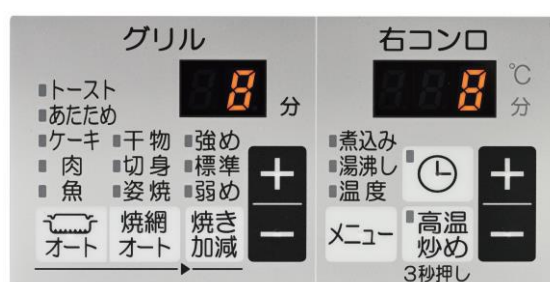 グリル
8 分
トースト
あたため
ケーキ 干物 強め
肉 切身 標準
魚 姿焼 弱め
オート
焼網
オート
焼き
加減
+
−
右コンロ
8
℃
分
煮込み
湯沸し
温度
メニュー
高温
炒め
+
−
3秒押し